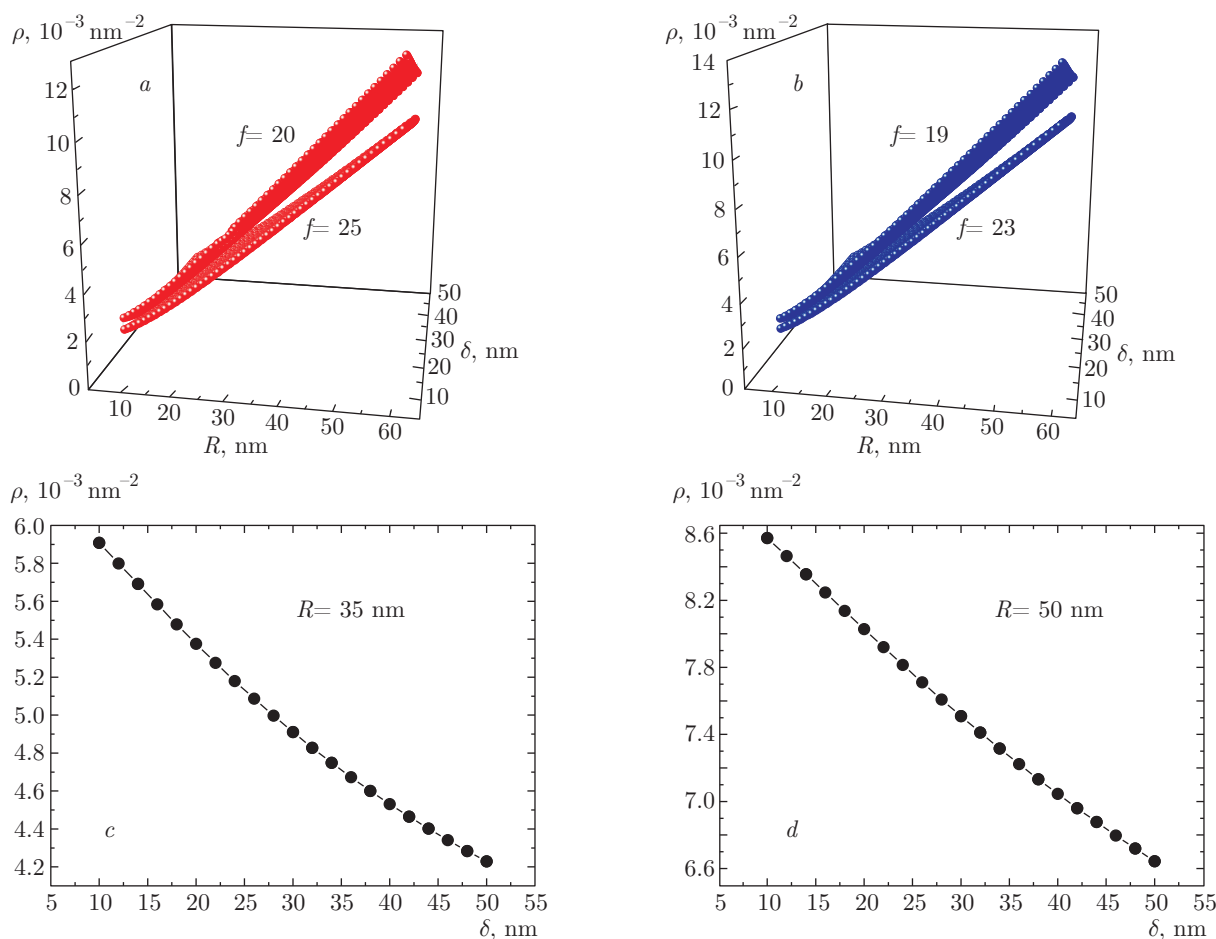 ρ, 10⁻³ nm⁻²
a
12
10
8
6
4
2
0
f= 20
f= 25
50
40
30
20
10
δ, nm
10 20 30 40 50 60
R, nm
ρ, 10⁻³ nm⁻²
b
14
12
10
8
6
4
2
0
f= 19
f= 23
50
40
30
20
10
δ, nm
10 20 30 40 50 60
R, nm
ρ, 10⁻³ nm⁻²
6.0
5.8
5.6
5.4
5.2
5.0
4.8
4.6
4.4
4.2
R= 35 nm
c
5 10 15 20 25 30 35 40 45 50 55
δ, nm
ρ, 10⁻³ nm⁻²
8.6
8.2
7.8
7.4
7.0
6.6
R= 50 nm
d
5 10 15 20 25 30 35 40 45 50 55
δ, nm